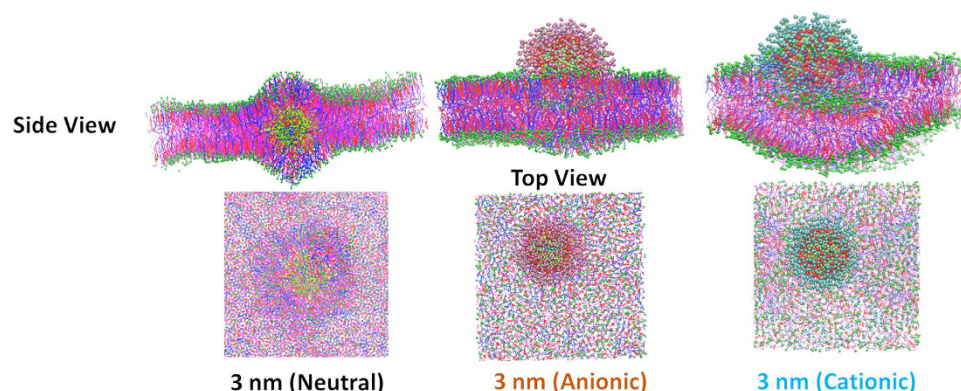 Side View
Top View
3 nm (Neutral)
3 nm (Anionic)
3 nm (Cationic)